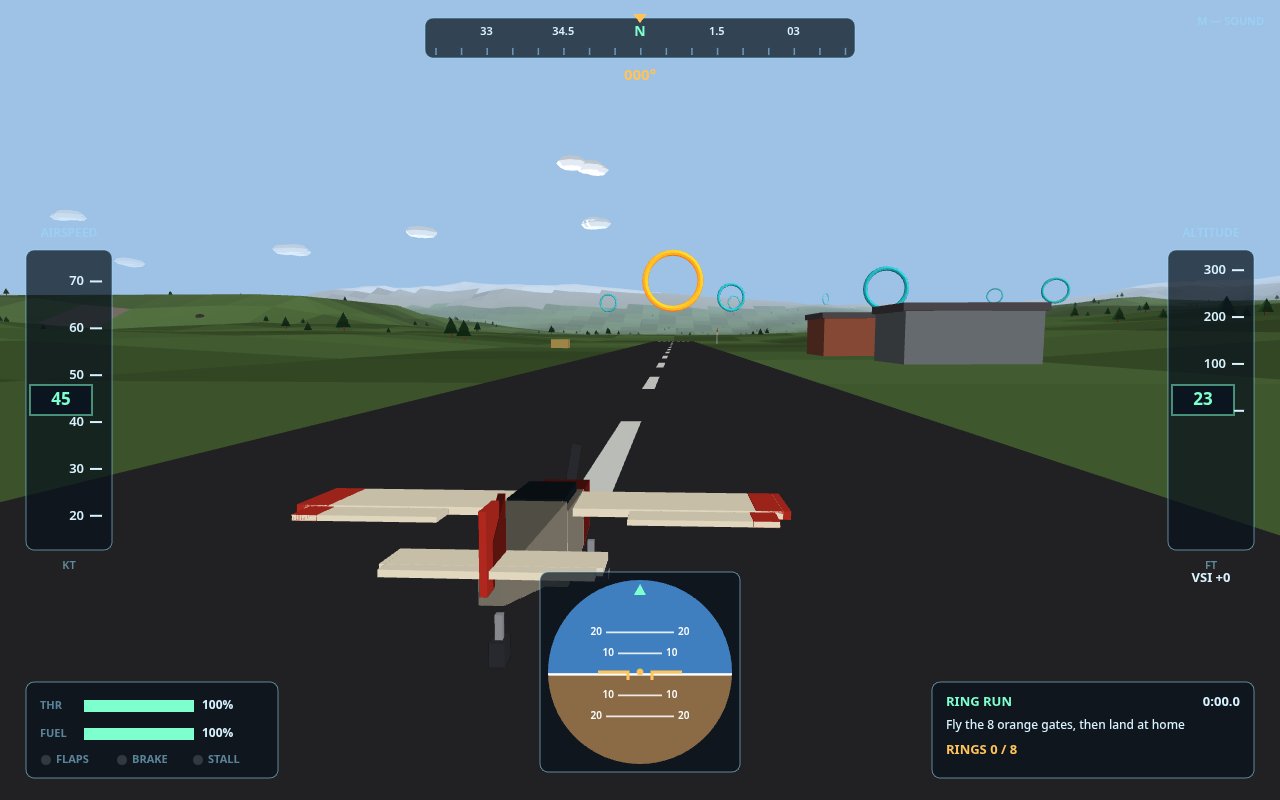 33 34.5 N 1.5 03
000°
M — SOUND
AIRSPEED
70
60
50
45
40
30
20
KT
ALTITUDE
300
200
100
23
FT
VSI +0
20 20
10 10
10 10
20 20
THR 100%
FUEL 100%
FLAPS BRAKE STALL
RING RUN 0:00.0
Fly the 8 orange gates, then land at home
RINGS 0 / 8